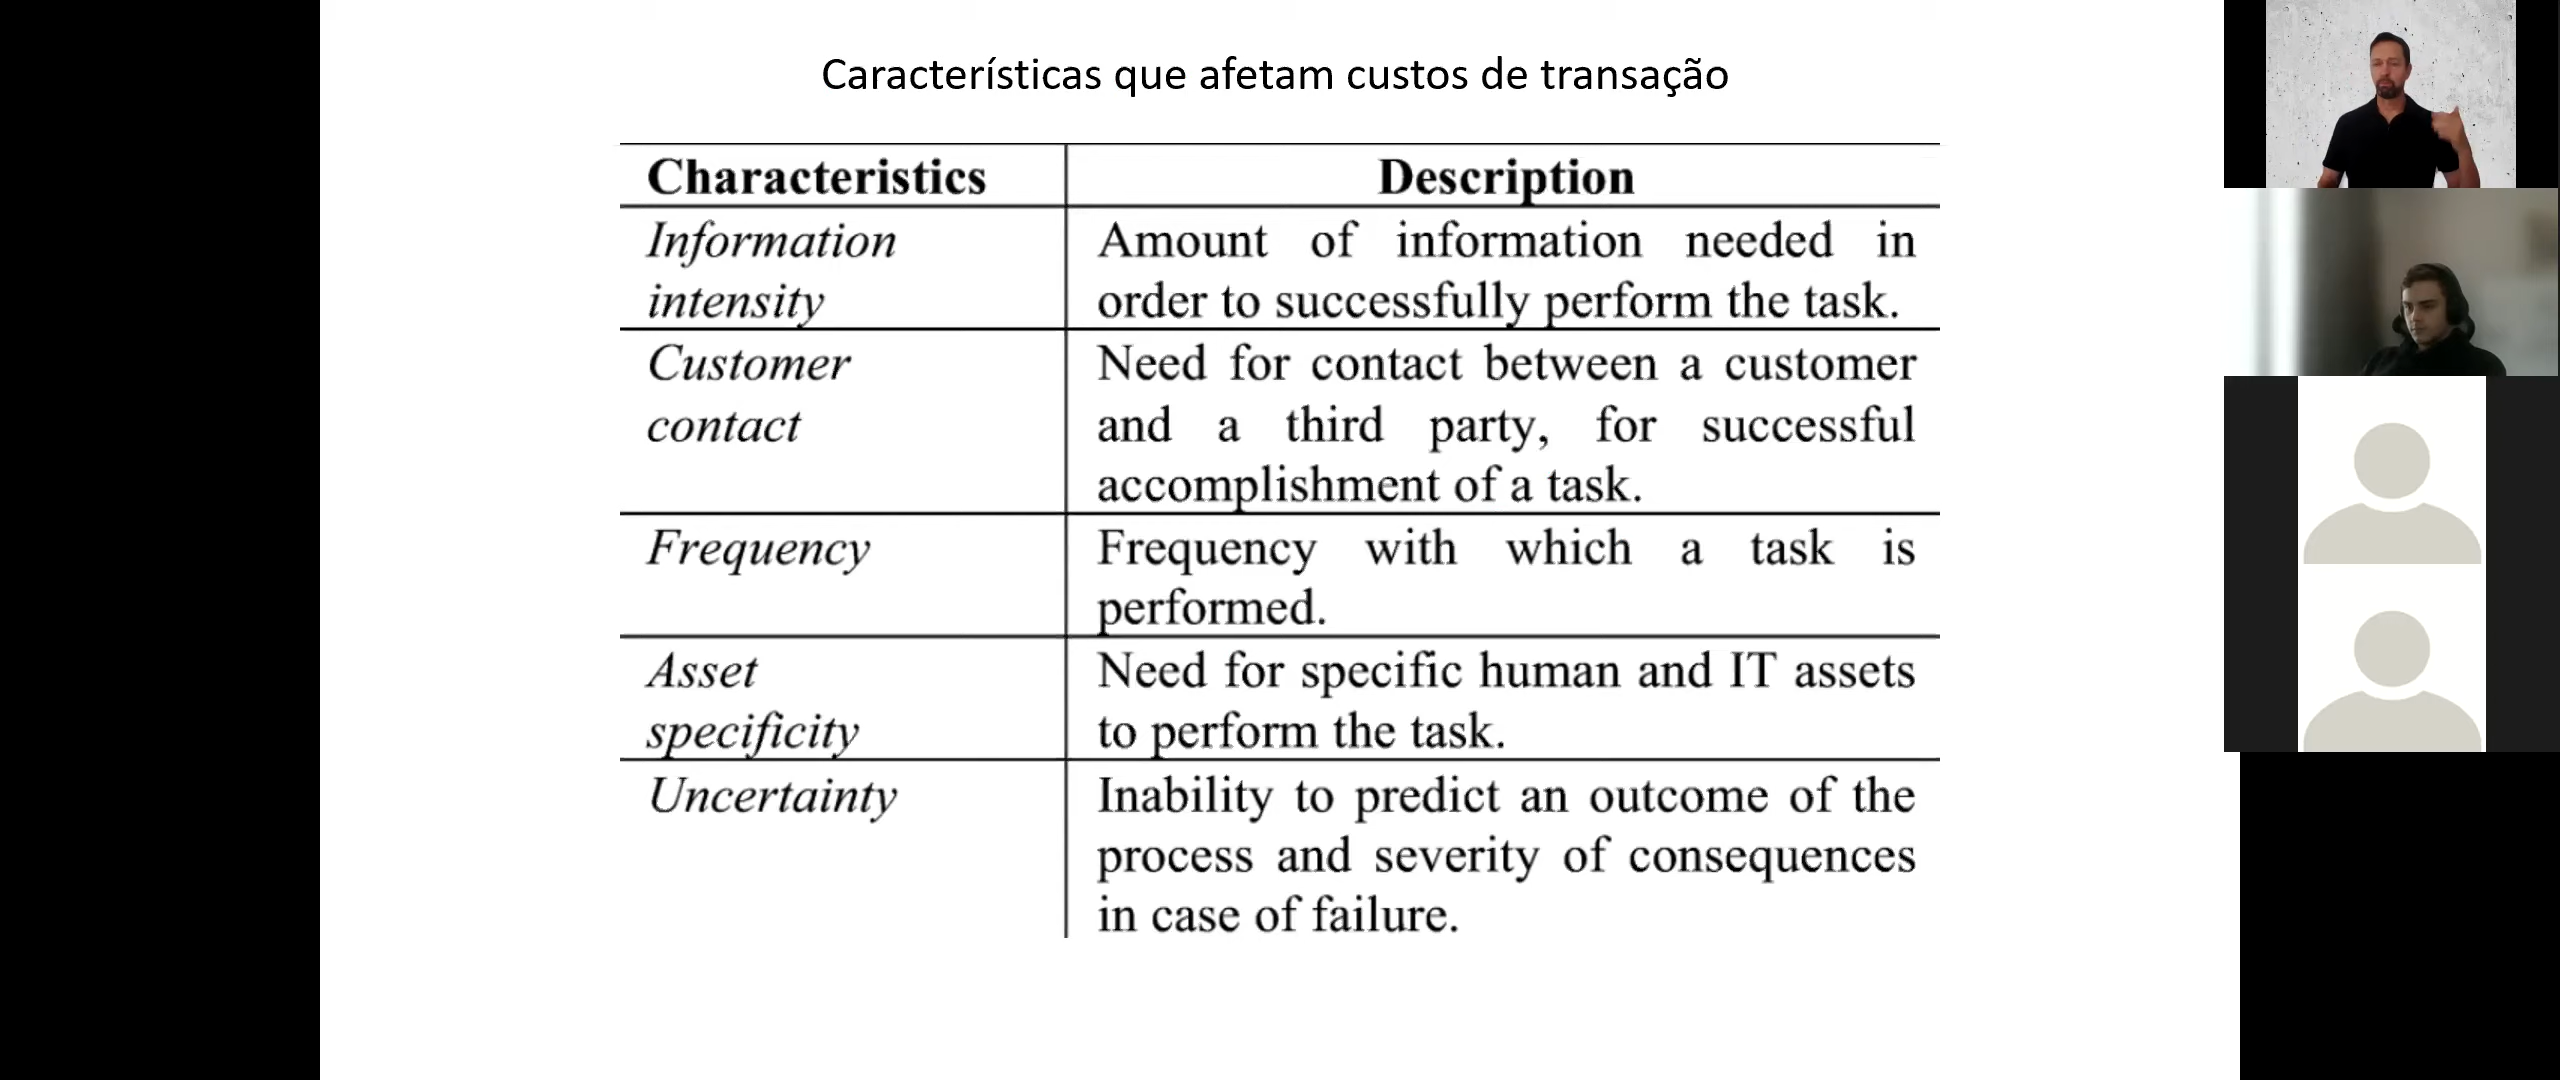 Características que afetam custos de transação
Characteristics
Description
Information
intensity
Amount of information needed in
order to successfully perform the task.
Customer
contact
Need for contact between a customer
and a third party, for successful
accomplishment of a task.
Frequency
Frequency with which a task is
performed.
Asset
specificity
Need for specific human and IT assets
to perform the task.
Uncertainty
Inability to predict an outcome of the
process and severity of consequences
in case of failure.